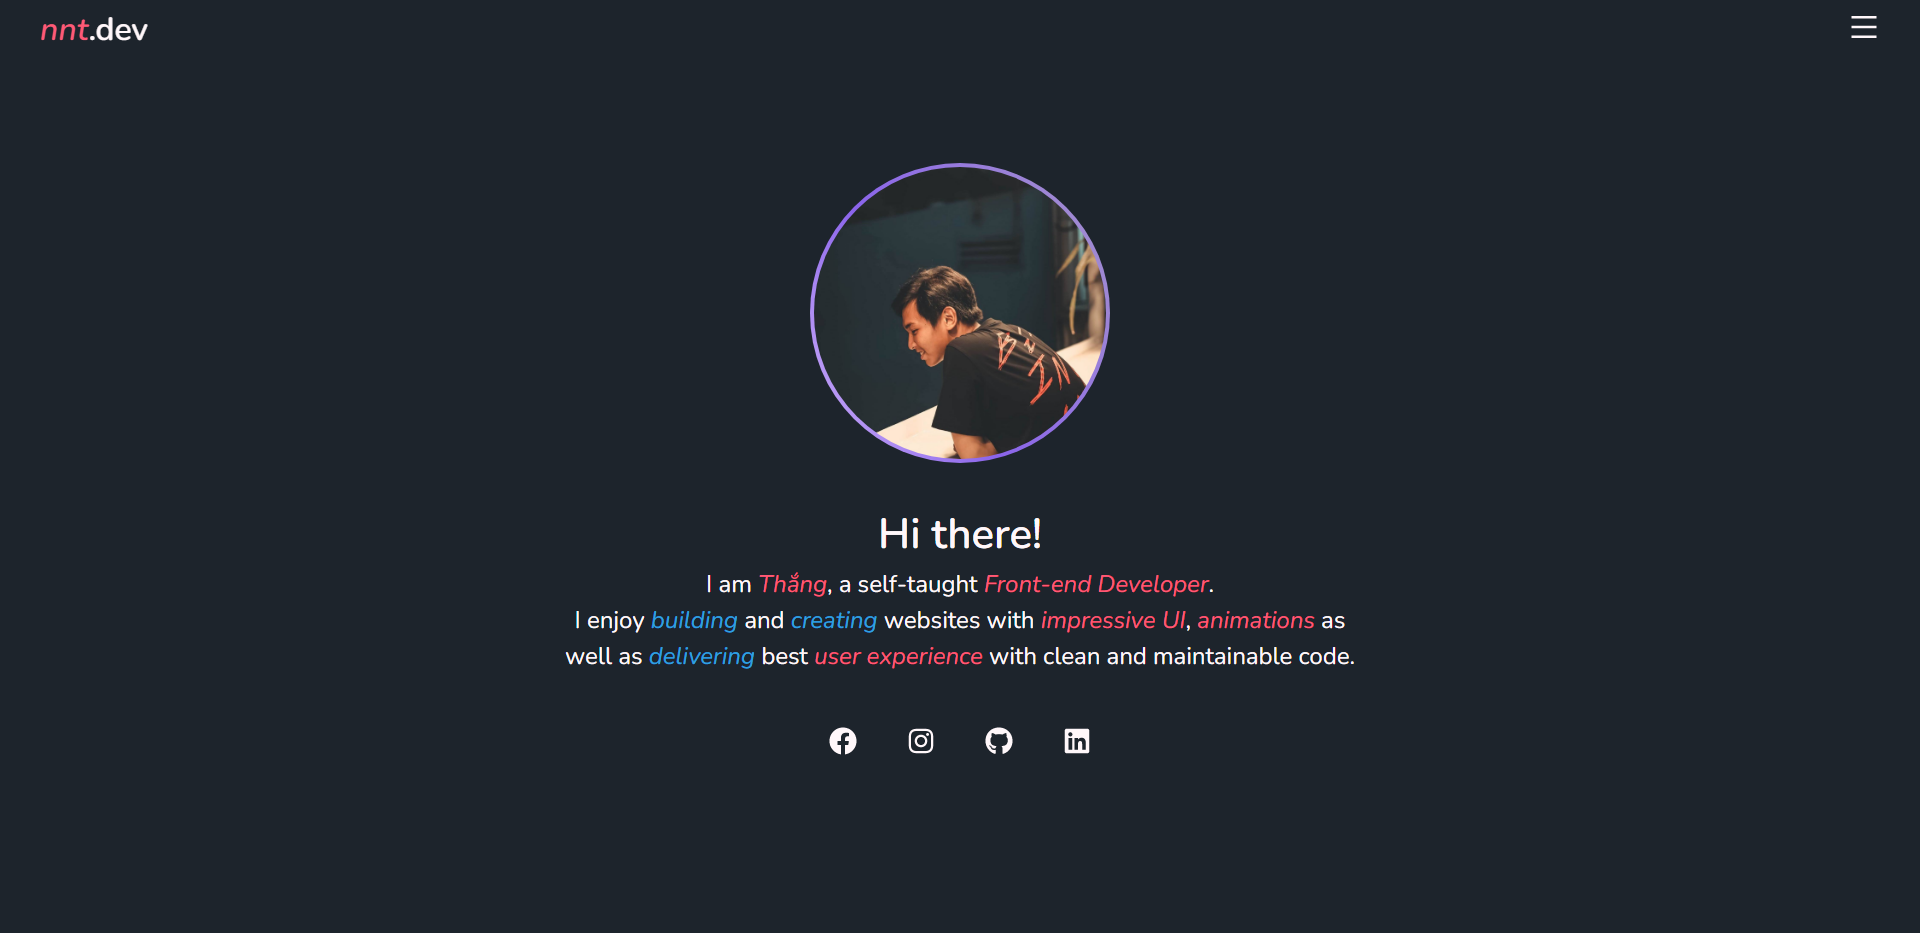 nnt.dev
Hi there!
I am Thắng, a self-taught Front-end Developer.
I enjoy building and creating websites with impressive UI, animations as
well as delivering best user experience with clean and maintainable code.